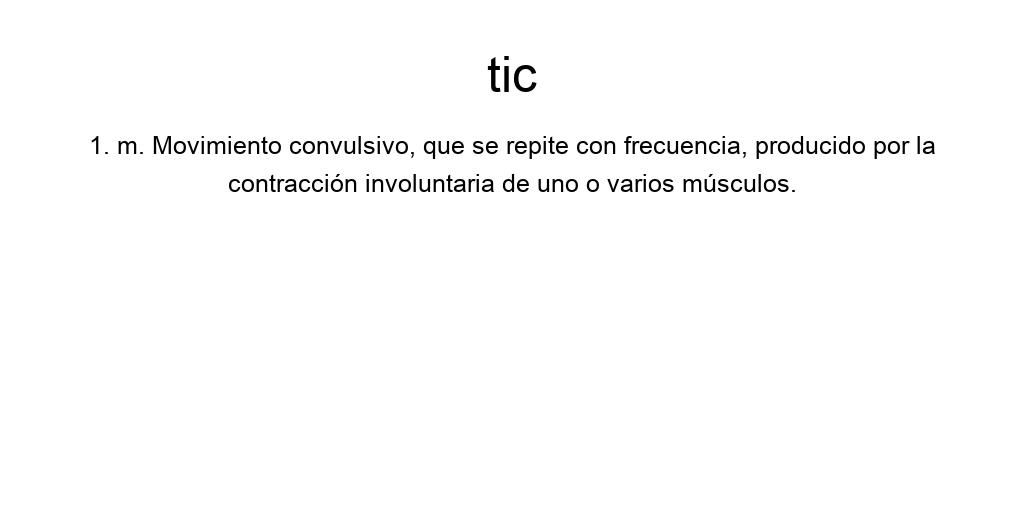 tic
1. m. Movimiento convulsivo, que se repite con frecuencia, producido por la
contracción involuntaria de uno o varios músculos.